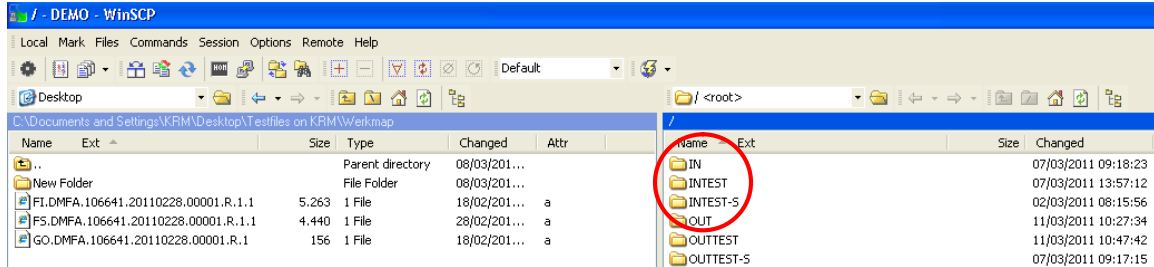 / - DEMO - WinSCP
Local Mark Files Commands Session Options Remote Help
Default
Desktop
/ <root>
C:\Documents and Settings\KRM\Desktop\Testfiles on KRM\Werkmap
/
Name Ext Size Type Changed Attr
Name Ext Size Changed
.. Parent directory 08/03/201...
IN 07/03/2011 09:18:23
New Folder File Folder 08/03/201...
INTEST 07/03/2011 13:57:12
FI.DMFA.106641.20110228.00001.R.1.1 5.263 1 File 18/02/201... a
INTEST-S 02/03/2011 08:15:56
FS.DMFA.106641.20110228.00001.R.1.1 4.440 1 File 28/02/201... a
OUT 11/03/2011 10:27:34
GO.DMFA.106641.20110228.00001.R.1 156 1 File 18/02/201... a
OUTTEST 11/03/2011 10:47:42
OUTTEST-S 07/03/2011 09:17:15